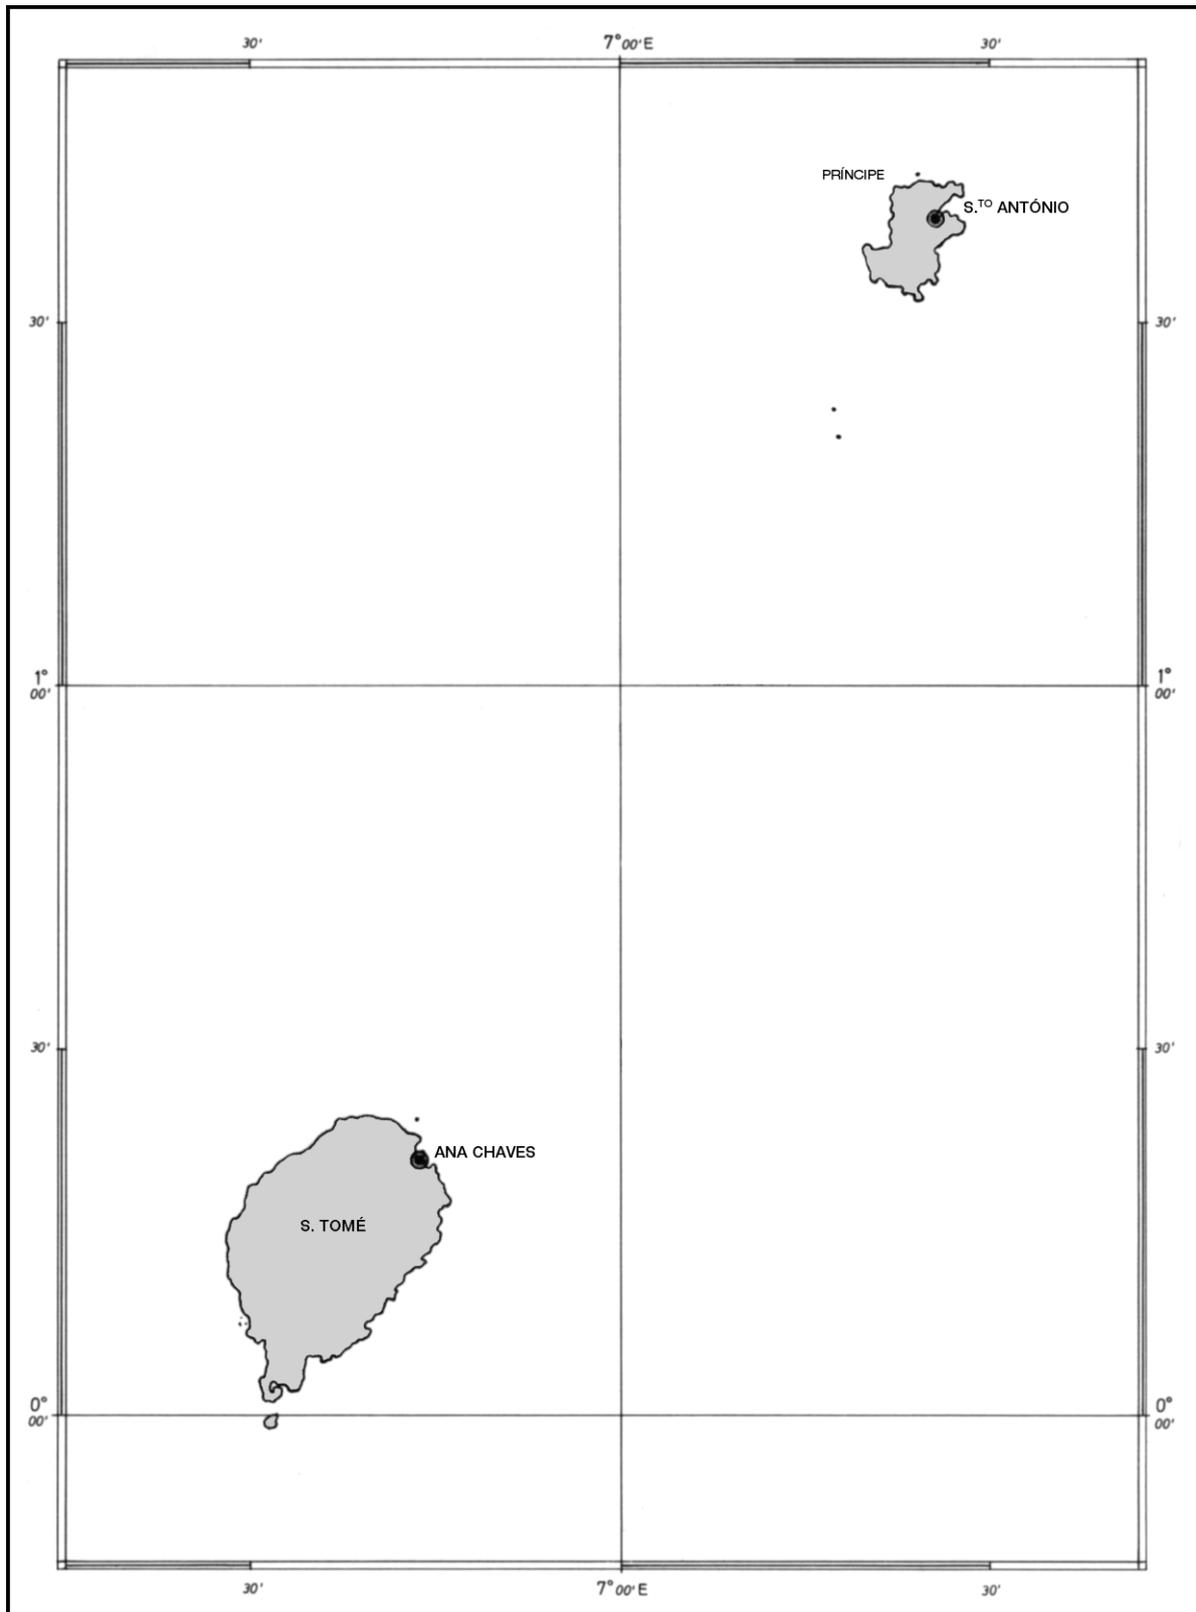 30' 7°00'E 30'
PRÍNCIPE
S.TO ANTÓNIO
30' 30'
1° 1°
00' 00'
30' 30'
ANA CHAVES
S. TOMÉ
0° 0°
00' 00'
30' 7°00'E 30'